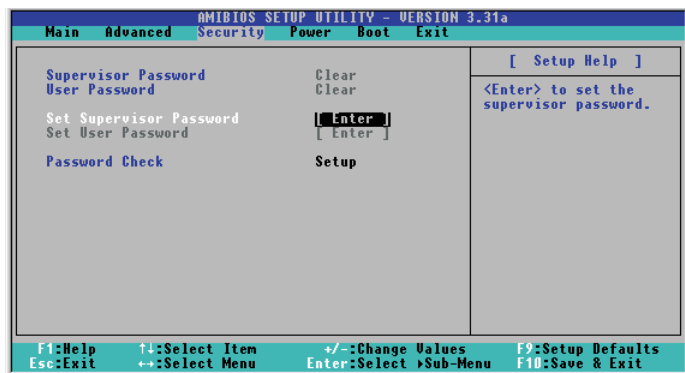 AMIBIOS SETUP UTILITY - VERSION 3.31a
Main Advanced Security Power Boot Exit
Supervisor Password Clear
User Password Clear
Set Supervisor Password [ Enter ]
Set User Password [ Enter ]
Password Check Setup
[ Setup Help ]
<Enter> to set the
supervisor password.
F1:Help ↑↓:Select Item +/-:Change Values F9:Setup Defaults
Esc:Exit ←→:Select Menu Enter:Select ▸Sub-Menu F10:Save & Exit